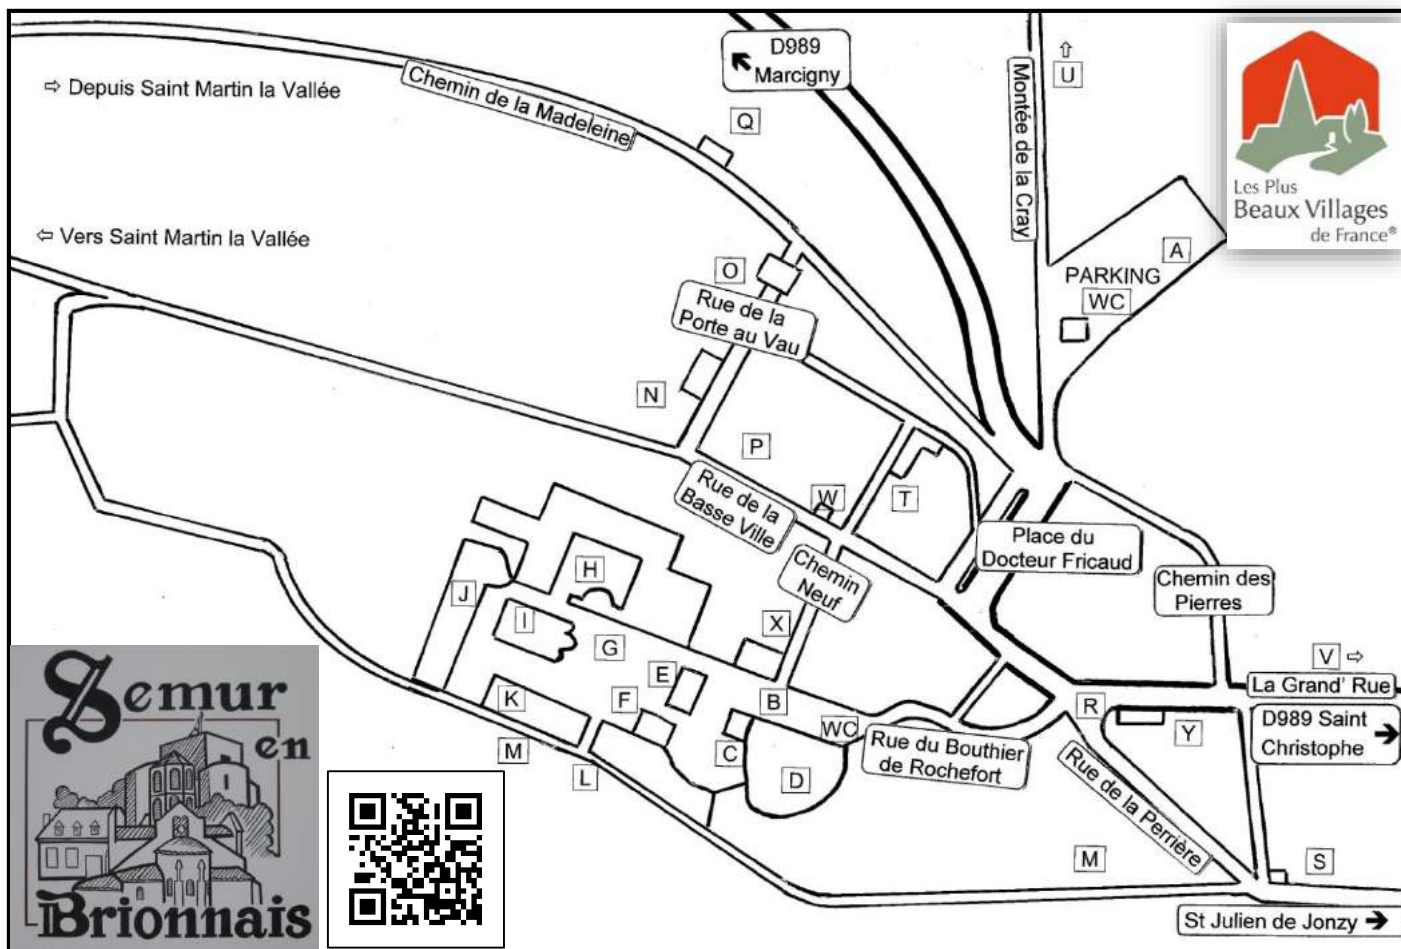 D989
Marcigny
U
Les Plus
Beaux Villages
de France®
⇨ Depuis Saint Martin la Vallée
Chemin de la Madeleine
Q
Montée de la Cray
⇦ Vers Saint Martin la Vallée
A
PARKING
WC
O
Rue de la
Porte au Vau
N
P
Rue de la
Basse Ville
W
T
Place du
Docteur Fricaud
Chemin
Neuf
Chemin des
Pierres
H
J
I
G
X
E
B
V ⇨
La Grand' Rue
K
F
WC
R
Y
D989 Saint
Christophe
Rue du Bouthier
de Rochefort
M
L
C
D
Rue de la Perrière
M
S
St Julien de Jonzy
Semur
en
Brionnais